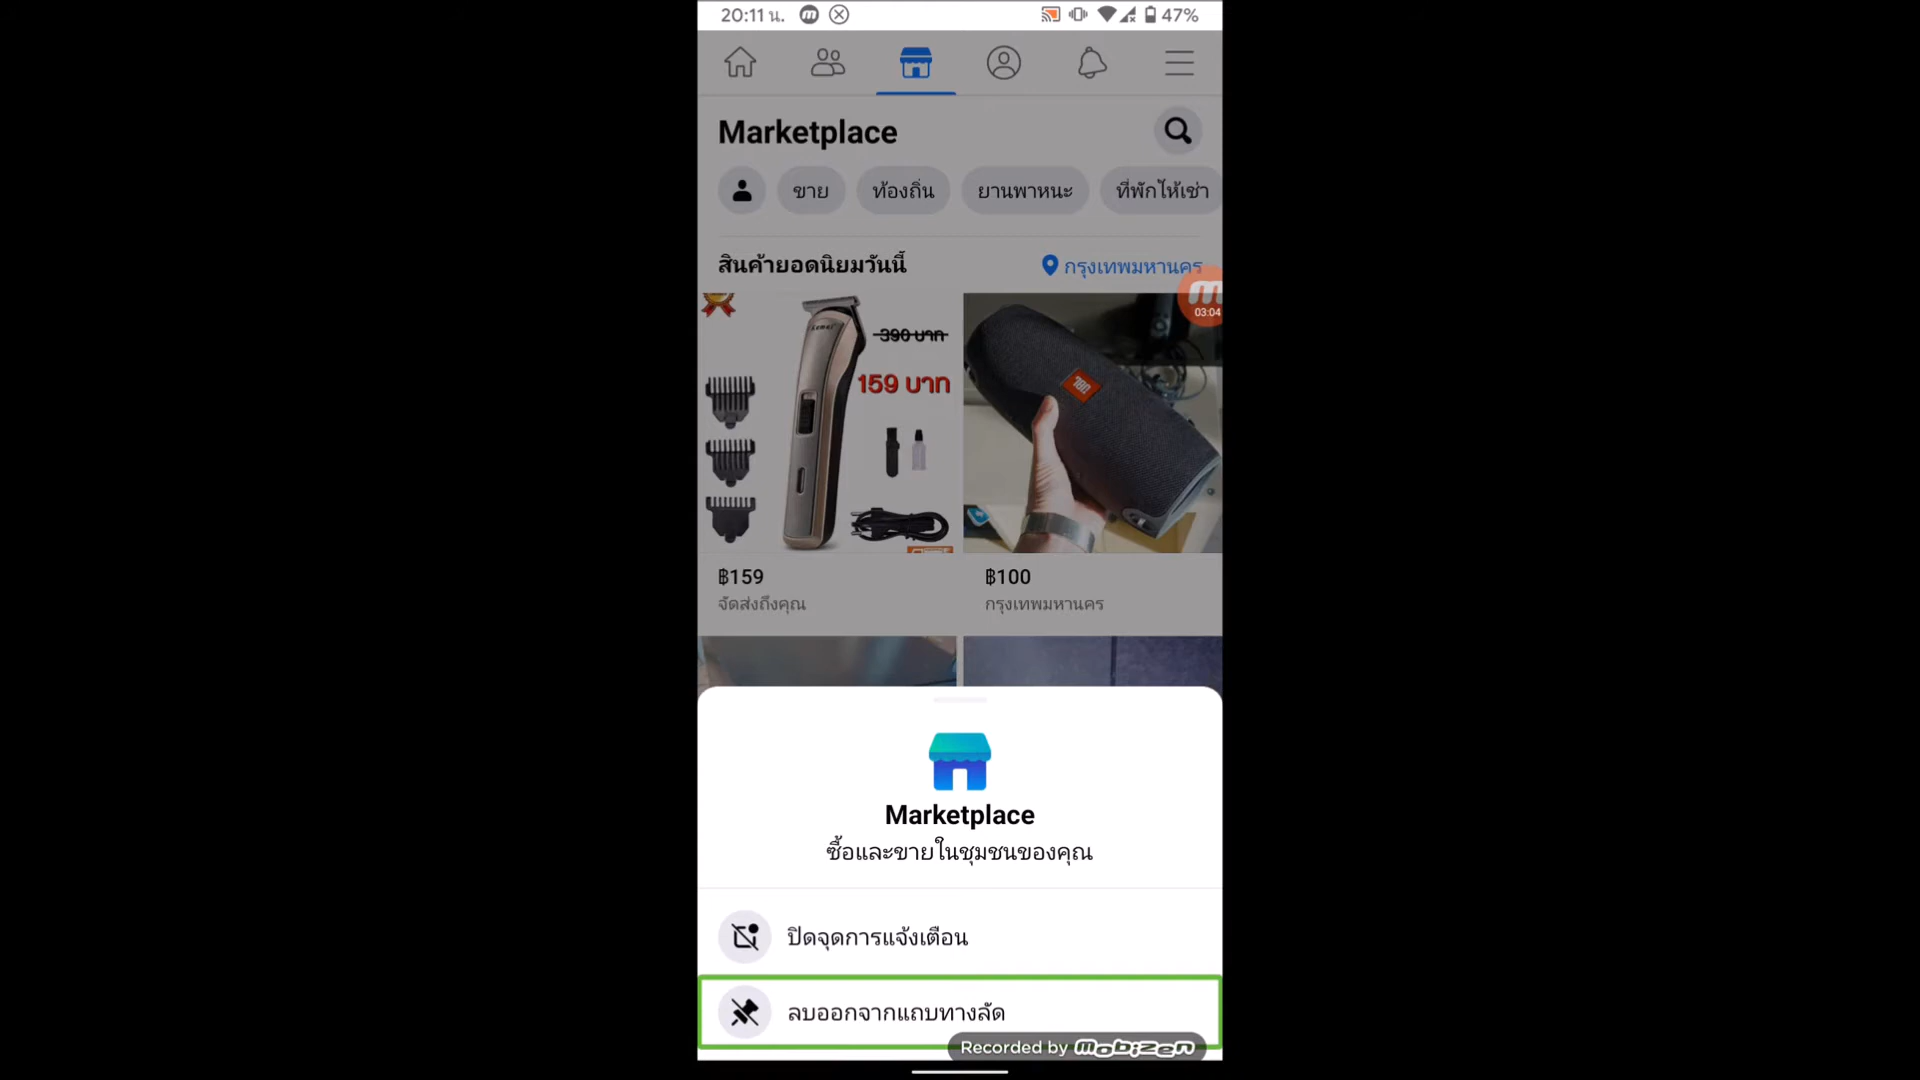 20:11 น.
47%
Marketplace
ขาย
ท้องถิ่น
ยานพาหนะ
ที่พักให้เช่า
สินค้ายอดนิยมวันนี้
กรุงเทพมหานคร
03:04
390 บาท
159 บาท
Kemei
JBL
฿159
จัดส่งถึงคุณ
฿100
กรุงเทพมหานคร
Marketplace
ซื้อและขายในชุมชนของคุณ
ปิดจุดการแจ้งเตือน
ลบออกจากแถบทางลัด
Recorded by mobizen